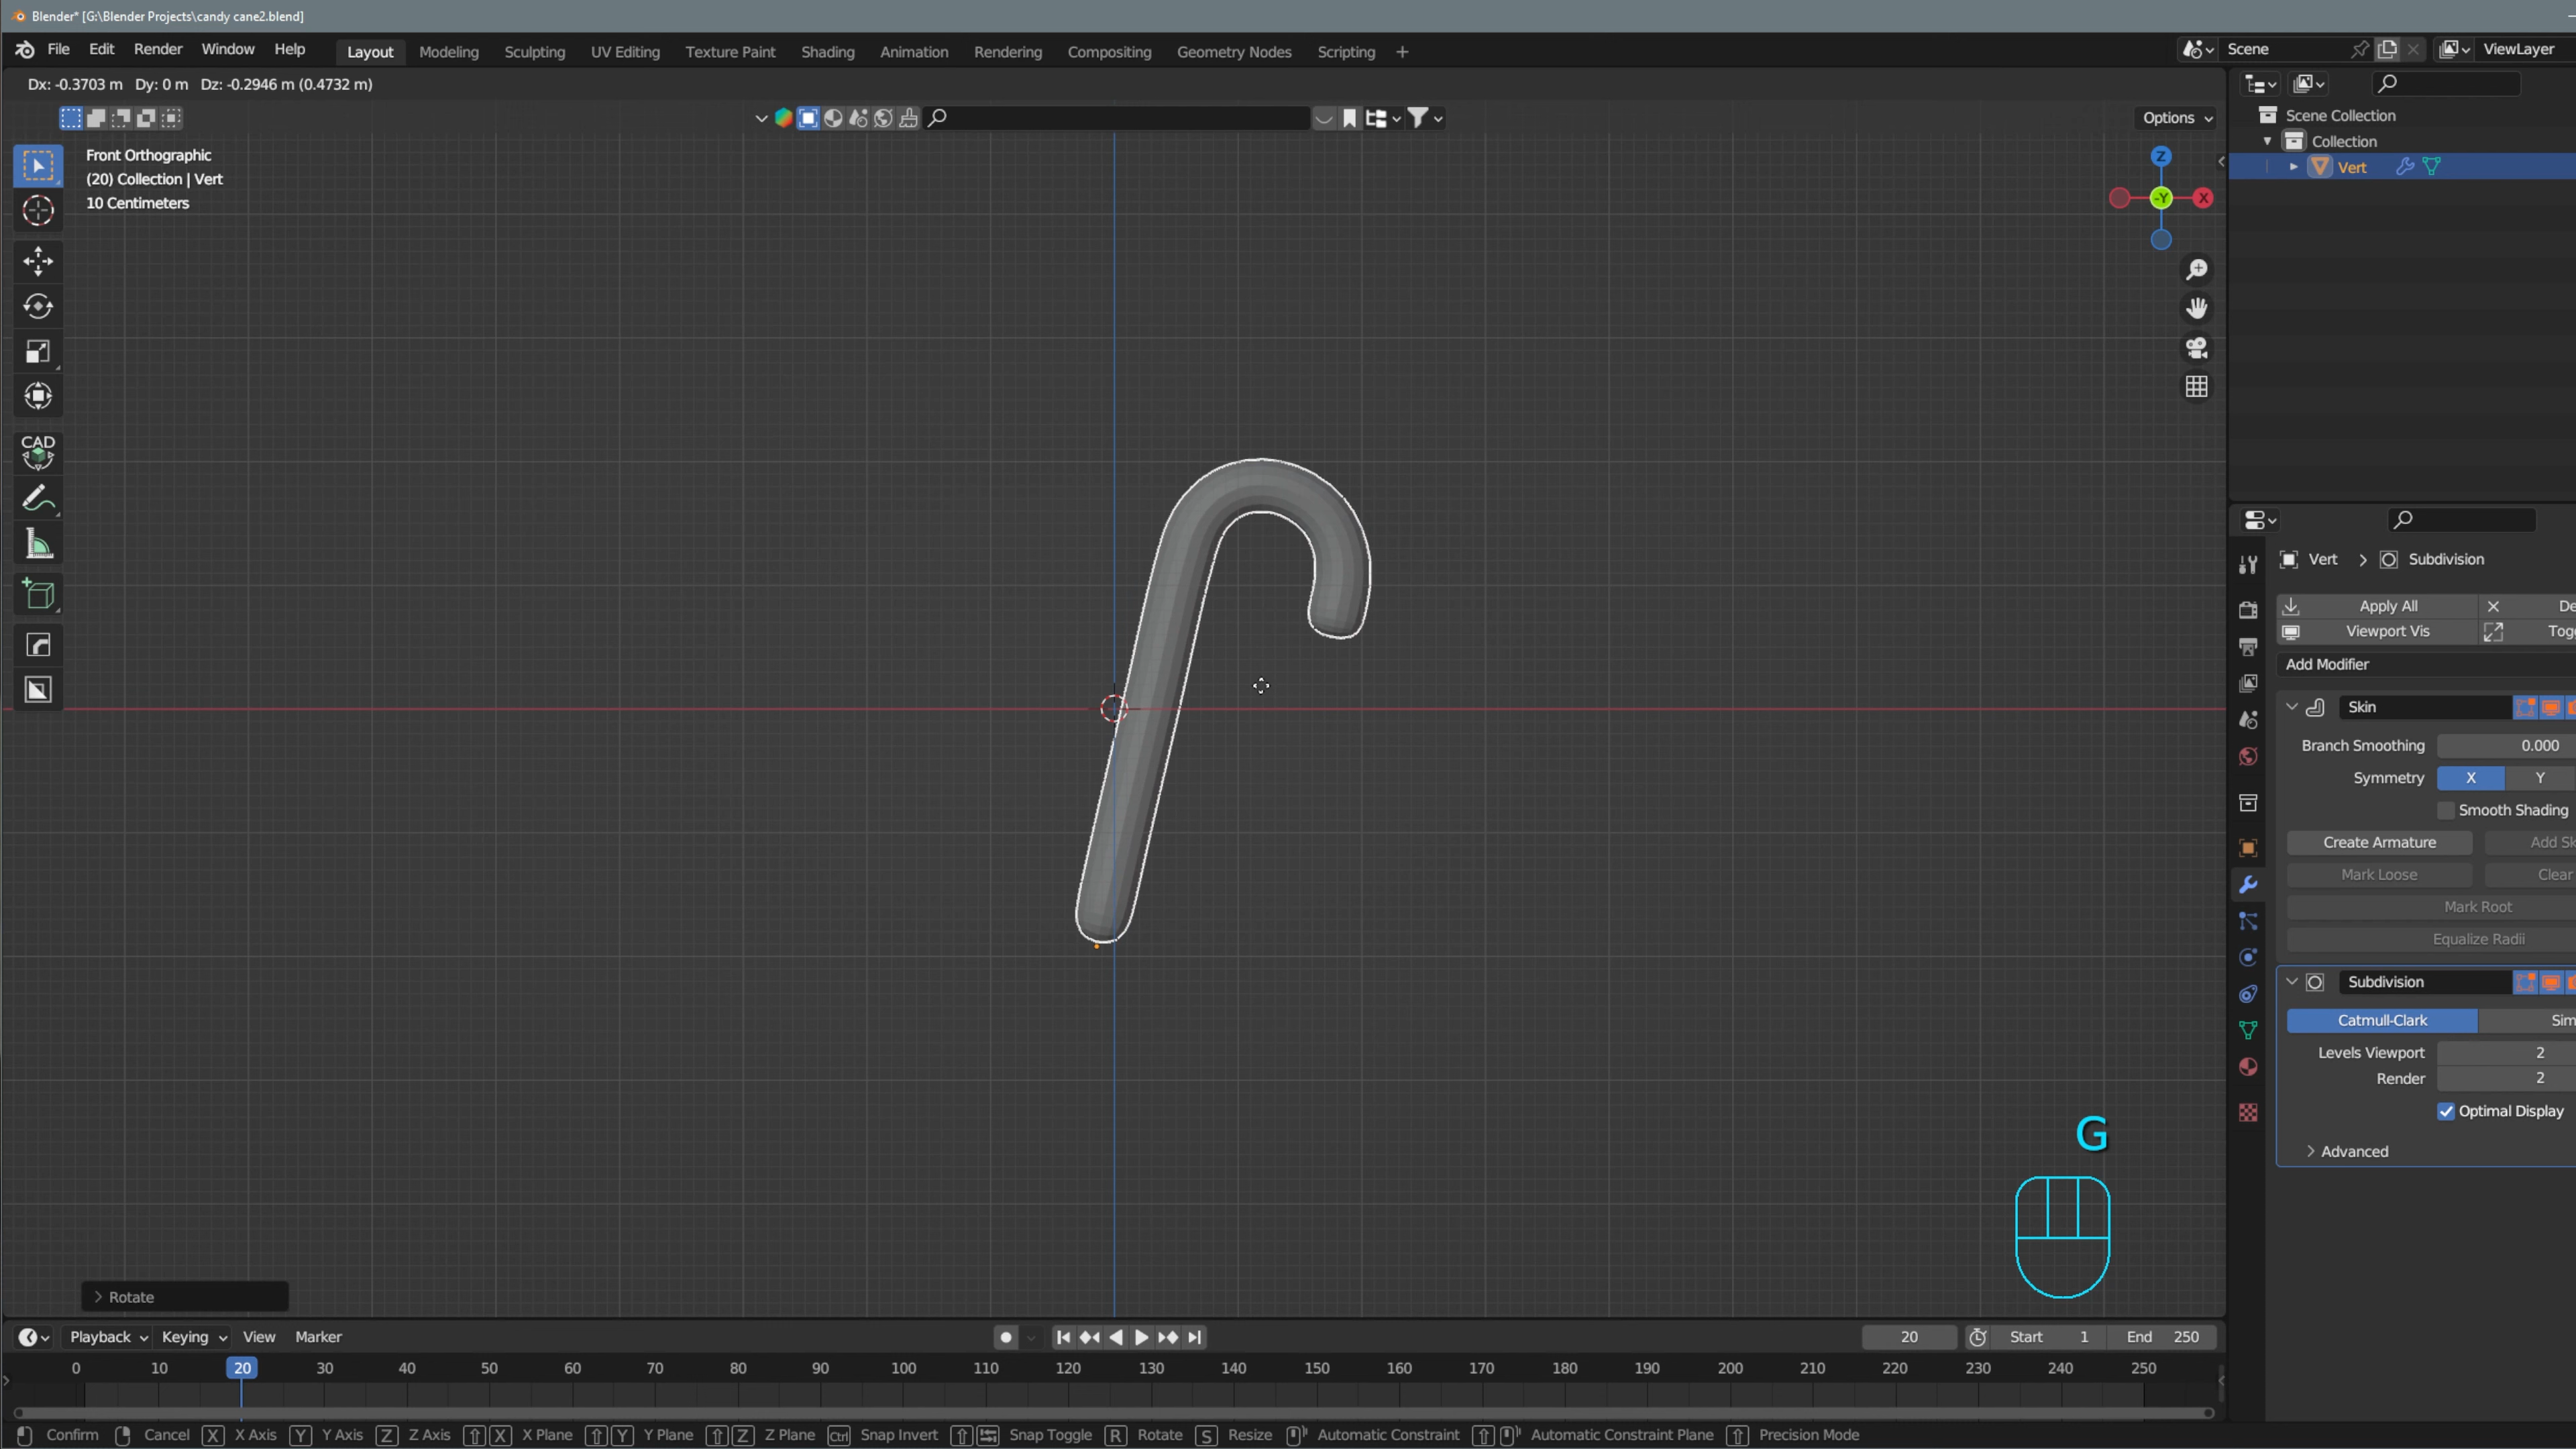 Blender* [G:\Blender Projects\candy cane2.blend]
File Edit Render Window Help Layout Modeling Sculpting UV Editing Texture Paint Shading Animation Rendering Compositing Geometry Nodes Scripting + Scene ViewLayer
Dx: -0.3703 m Dy: 0 m Dz: -0.2946 m (0.4732 m)
Options
Front Orthographic
(20) Collection | Vert
10 Centimeters
Z
-Y
X
CAD
Scene Collection
Collection
Vert
Vert > Subdivision
Apply All De
Viewport Vis Tog
Add Modifier
Skin
Branch Smoothing 0.000
Symmetry X Y
Smooth Shading
Create Armature Add Sk
Mark Loose Clear
Mark Root
Equalize Radii
Subdivision
Catmull-Clark Sim
Levels Viewport 2
Render 2
Optimal Display
Advanced
G
Rotate
Playback Keying View Marker 20 Start 1 End 250
0 10 20 30 40 50 60 70 80 90 100 110 120 130 140 150 160 170 180 190 200 210 220 230 240 250
Confirm Cancel X X Axis Y Y Axis Z Z Axis X X Plane Y Y Plane Z Z Plane Ctrl Snap Invert Snap Toggle R Rotate S Resize Automatic Constraint Automatic Constraint Plane Precision Mode